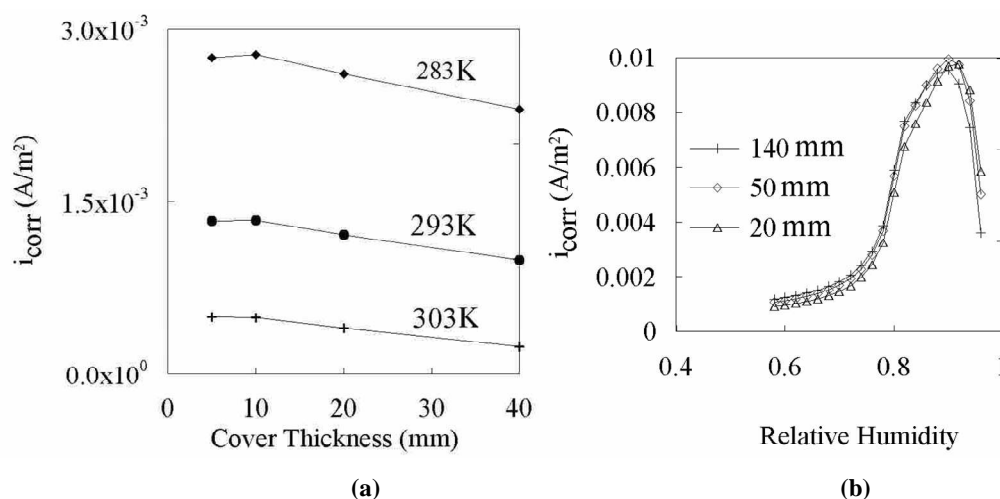 3.0x10⁻³
1.5x10⁻³
0.0x10⁰
i_corr (A/m²)
283K
293K
303K
0
10
20
30
40
Cover Thickness (mm)
(a)
0.01
0.008
0.006
0.004
0.002
0
i_corr (A/m²)
140 mm
50 mm
20 mm
0.4
0.6
0.8
1
Relative Humidity
(b)